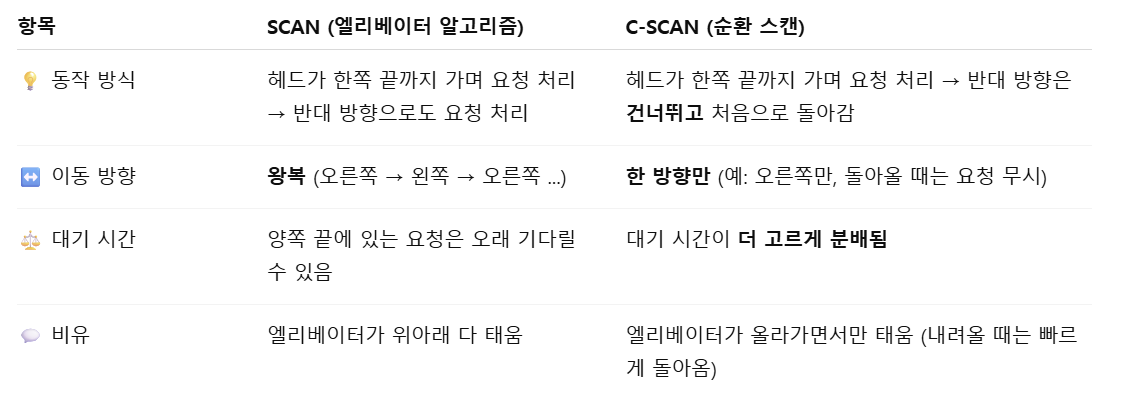 항목 SCAN (엘리베이터 알고리즘) C-SCAN (순환 스캔)
💡 동작 방식 헤드가 한쪽 끝까지 가며 요청 처리 헤드가 한쪽 끝까지 가며 요청 처리 → 반대 방향은
→ 반대 방향으로도 요청 처리 건너뛰고 처음으로 돌아감
↔️ 이동 방향 왕복 (오른쪽 → 왼쪽 → 오른쪽 ...) 한 방향만 (예: 오른쪽만, 돌아올 때는 요청 무시)
⚖️ 대기 시간 양쪽 끝에 있는 요청은 오래 기다릴 대기 시간이 더 고르게 분배됨
수 있음
💬 비유 엘리베이터가 위아래 다 태움 엘리베이터가 올라가면서만 태움 (내려올 때는 빠르
게 돌아옴)